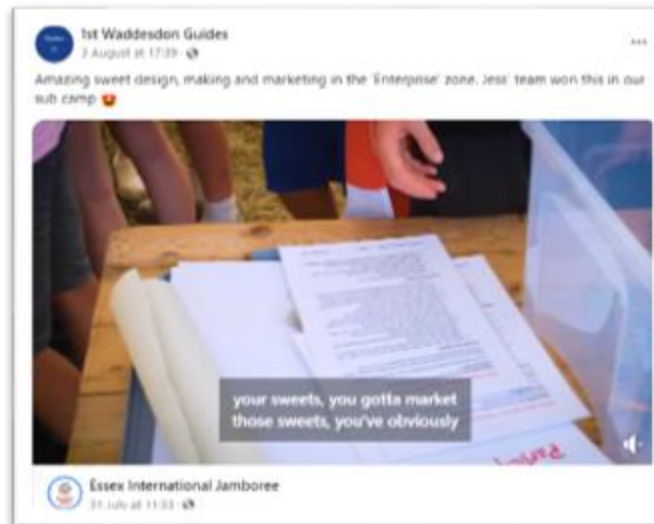 1st Waddesdon Guides
3 August at 17:39 ·
Amazing sweet design, making and marketing in the 'Enterprise' zone. Jess' team won this in our
sub camp
your sweets, you gotta market
those sweets, you've obviously
Essex International Jamboree
31 July at 11:33 ·